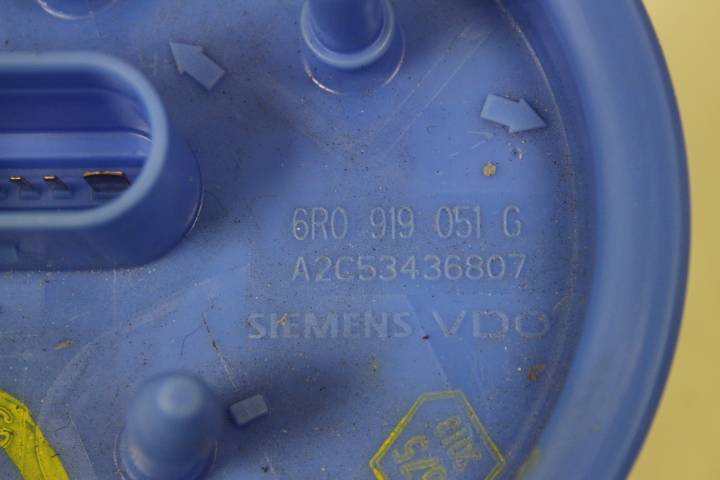 6R0 919 051 G
A2C53436807
SIEMENS VDO